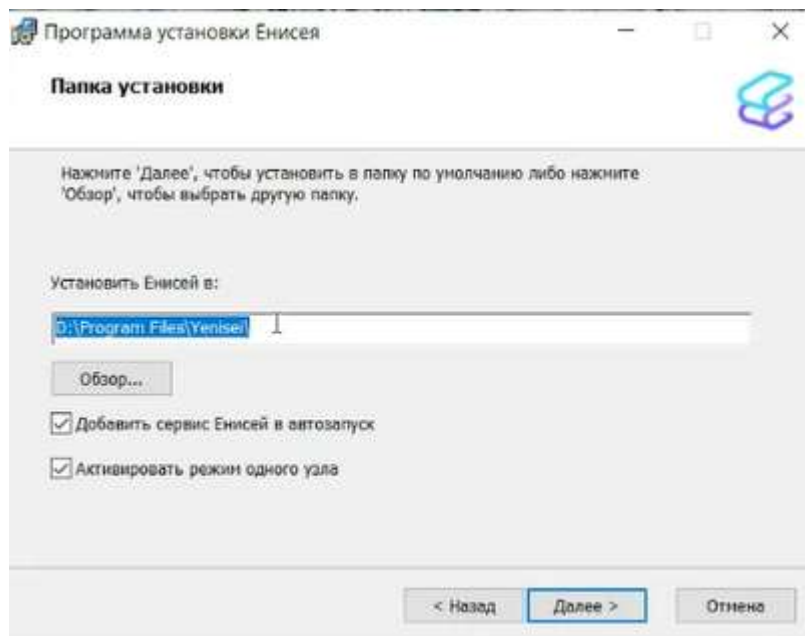 Программа установки Енисея
Папка установки
Нажмите 'Далее', чтобы установить в папку по умолчанию либо нажмите
'Обзор', чтобы выбрать другую папку.
Установить Енисей в:
D:\Program Files\Yenisei\
Обзор...
Добавить сервис Енисей в автозапуск
Активировать режим одного узла
< Назад
Далее >
Отмена